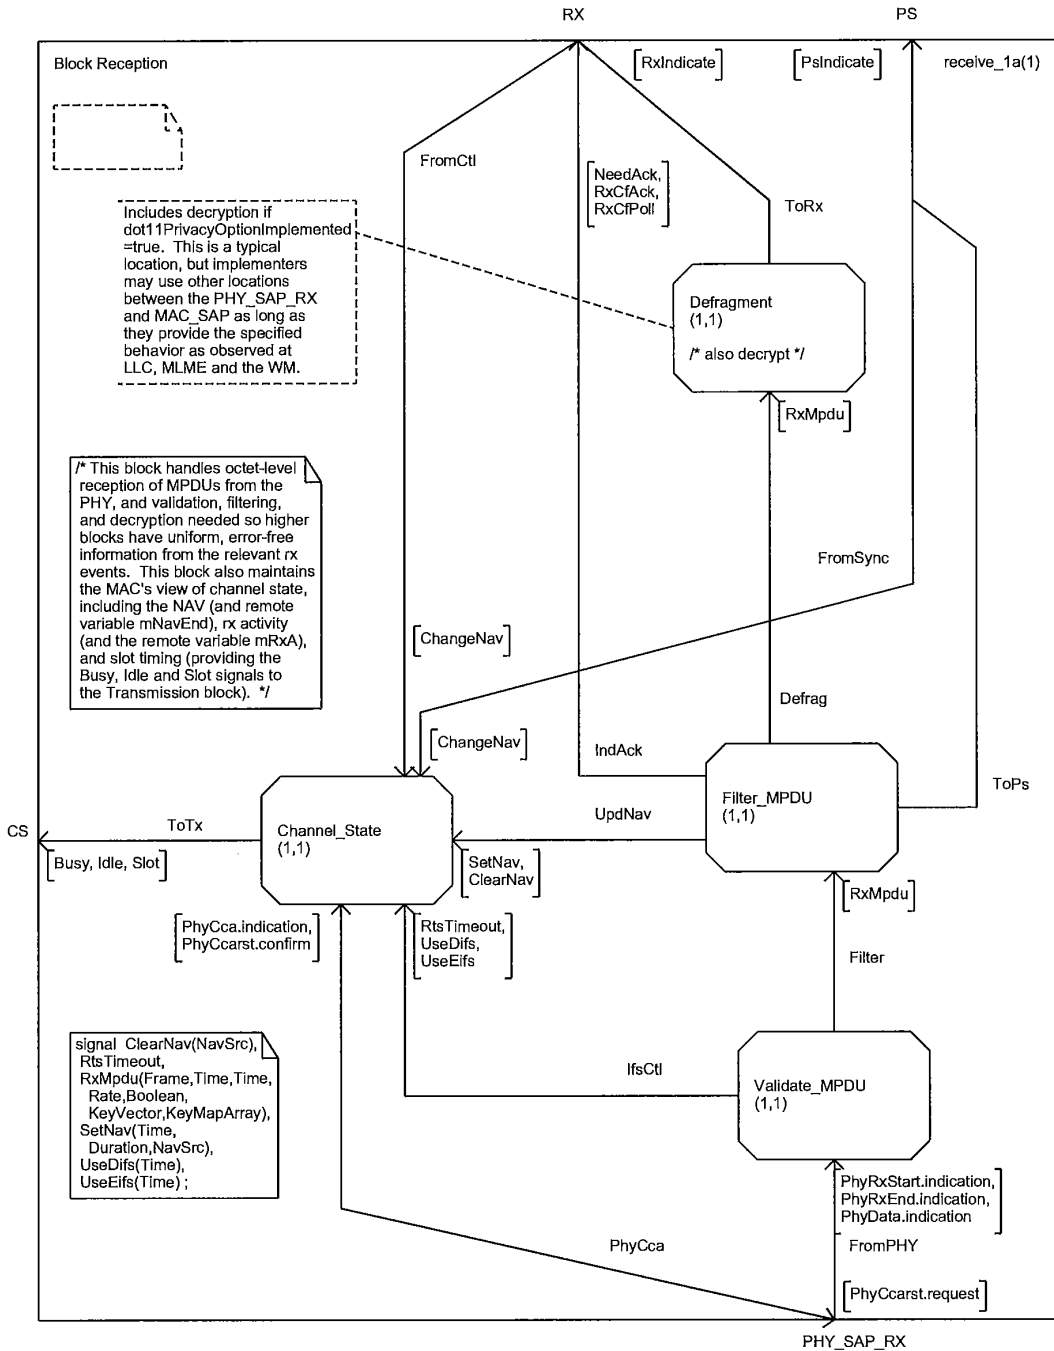 RX
PS
Block Reception
[RxIndicate]
[PsIndicate]
receive_1a(1)
FromCtl
[NeedAck,
RxCfAck,
RxCfPoll]
ToRx
Includes decryption if
dot11PrivacyOptionImplemented
=true.  This is a typical
location, but implementers
may use other locations
between the PHY_SAP_RX
and MAC_SAP as long as
they provide the specified
behavior as observed at
LLC, MLME and the WM.
Defragment
(1,1)
/* also decrypt */
[RxMpdu]
/* This block handles octet-level
reception of MPDUs from the
PHY, and validation, filtering,
and decryption needed so higher
blocks have uniform, error-free
information from the relevant rx
events.  This block also maintains
the MAC's view of channel state,
including the NAV (and remote
variable mNavEnd), rx activity
(and the remote variable mRxA),
and slot timing (providing the
Busy, Idle and Slot signals to
the Transmission block).  */
FromSync
[ChangeNav]
Defrag
[ChangeNav]
IndAck
ToPs
Filter_MPDU
(1,1)
UpdNav
CS
ToTx
Channel_State
(1,1)
[Busy, Idle, Slot]
[SetNav,
ClearNav]
[RxMpdu]
[PhyCca.indication,
PhyCcarst.confirm]
[RtsTimeout,
UseDifs,
UseEifs]
Filter
signal  ClearNav(NavSrc),
RtsTimeout,
RxMpdu(Frame,Time,Time,
Rate,Boolean,
KeyVector,KeyMapArray),
SetNav(Time,
Duration,NavSrc),
UseDifs(Time),
UseEifs(Time) ;
IfsCtl
Validate_MPDU
(1,1)
[PhyRxStart.indication,
PhyRxEnd.indication,
PhyData.indication]
PhyCca
FromPHY
[PhyCcarst.request]
PHY_SAP_RX